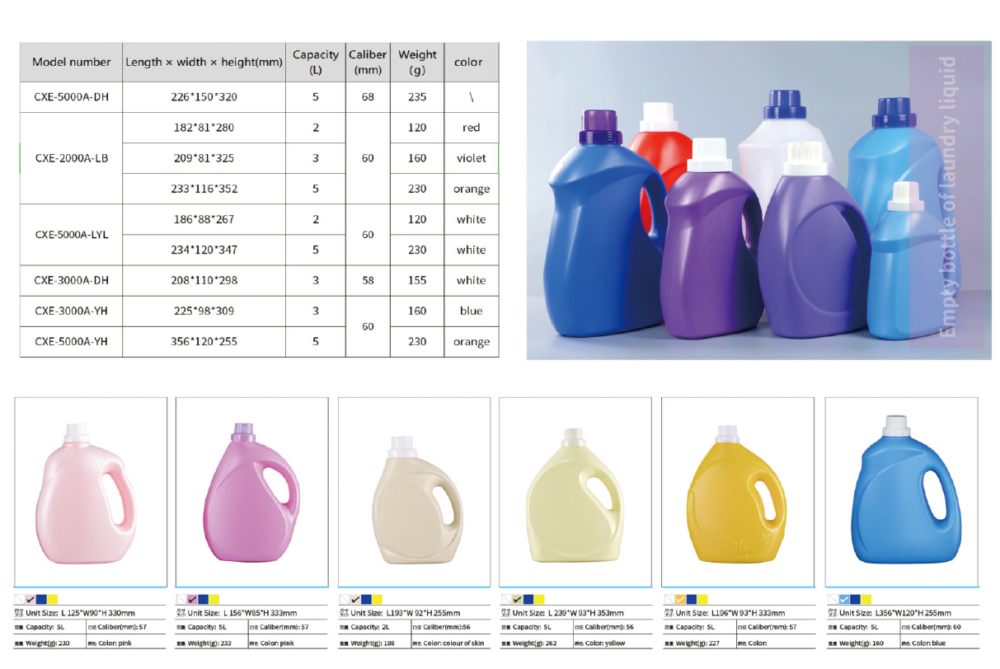 Model number Length × width × height(mm) Capacity (L) Caliber (mm) Weight (g) color
CXE-5000A-DH 226*150*320 5 68 235 \
CXE-2000A-LB 182*81*280 2 60 120 red
209*81*325 3 160 violet
233*116*352 5 230 orange
CXE-5000A-LYL 186*88*267 2 60 120 white
234*120*347 5 230 white
CXE-3000A-DH 208*110*298 3 58 155 white
CXE-3000A-YH 225*98*309 3 60 160 blue
CXE-5000A-YH 356*120*255 5 230 orange
Empty bottle of laundry liquid
尺寸 Unit Size: L 125*W90*H 330mm
容量 Capacity: 5L 口径 Caliber(mm): 57
重量 Weight(g): 230 颜色 Color: pink
尺寸 Unit Size: L 156*W85*H 333mm
容量 Capacity: 5L 口径 Caliber(mm): 57
重量 Weight(g): 233 颜色 Color: pink
尺寸 Unit Size: L193*W 92*H 255mm
容量 Capacity: 2L 口径 Caliber(mm):56
重量 Weight(g): 188 颜色 Color: colour of skin
尺寸 Unit Size: L 239*W 93*H 353mm
容量 Capacity: 5L 口径 Caliber(mm): 56
重量 Weight(g): 262 颜色 Color: yellow
尺寸 Unit Size: L196*W 93*H 333mm
容量 Capacity: 5L 口径 Caliber(mm): 57
重量 Weight(g): 227 颜色 Color:
尺寸 Unit Size: L356*W120*H 255mm
容量 Capacity: 5L 口径 Caliber(mm): 60
重量 Weight(g): 160 颜色 Color: blue